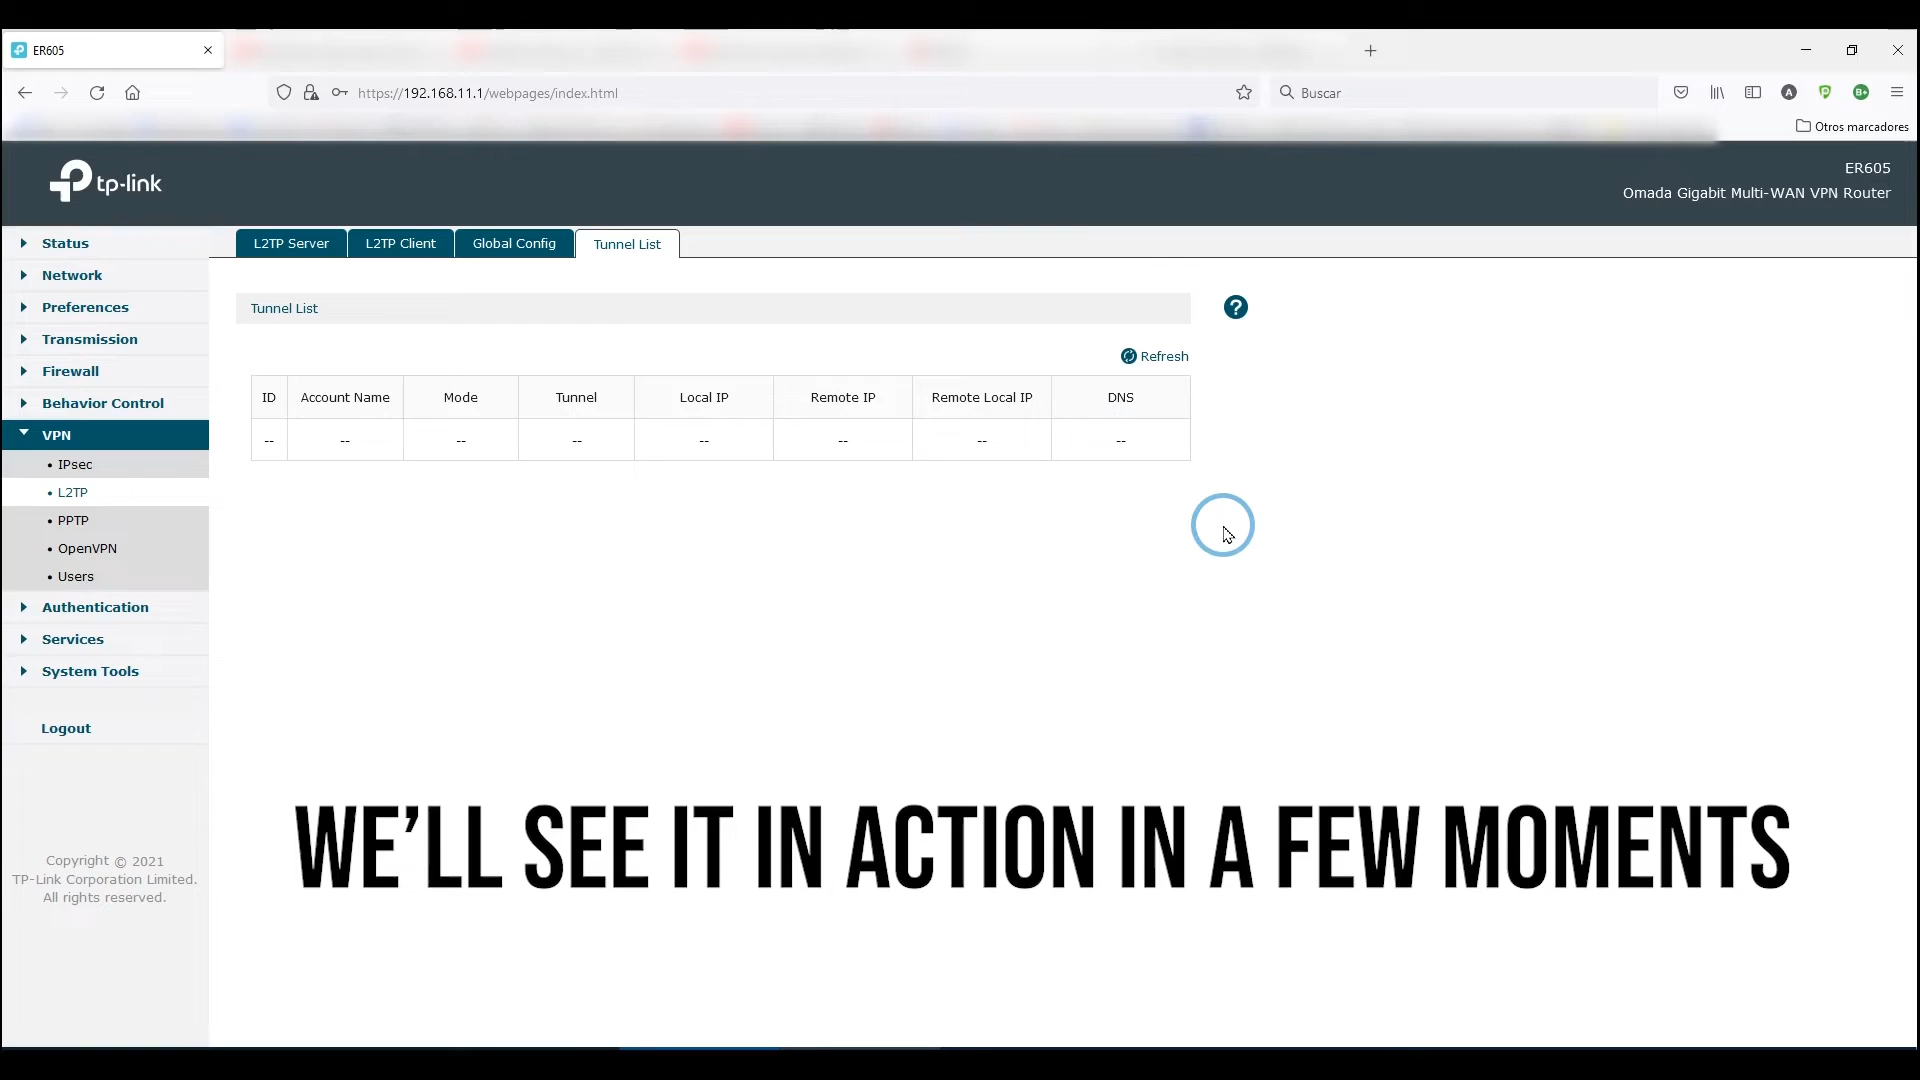 ER605
https://192.168.11.1/webpages/index.html
Buscar
Otros marcadores
tp-link
ER605
Omada Gigabit Multi-WAN VPN Router
Status
Network
Preferences
Transmission
Firewall
Behavior Control
VPN
• IPsec
• L2TP
• PPTP
• OpenVPN
• Users
Authentication
Services
System Tools
Logout
Copyright © 2021
TP-Link Corporation Limited.
All rights reserved.
L2TP Server L2TP Client Global Config Tunnel List
Tunnel List
?
Refresh
ID Account Name Mode Tunnel Local IP Remote IP Remote Local IP DNS
-- -- -- -- -- -- -- --
WE'LL SEE IT IN ACTION IN A FEW MOMENTS